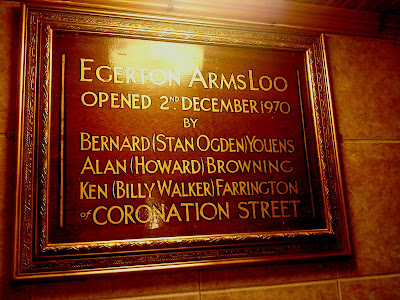 EGERTON ARMS LOO
OPENED 2ND. DECEMBER 1970
BY
BERNARD (STAN OGDEN) YOUENS
ALAN (HOWARD) BROWNING
KEN (BILLY WALKER) FARRINGTON
of CORONATION STREET